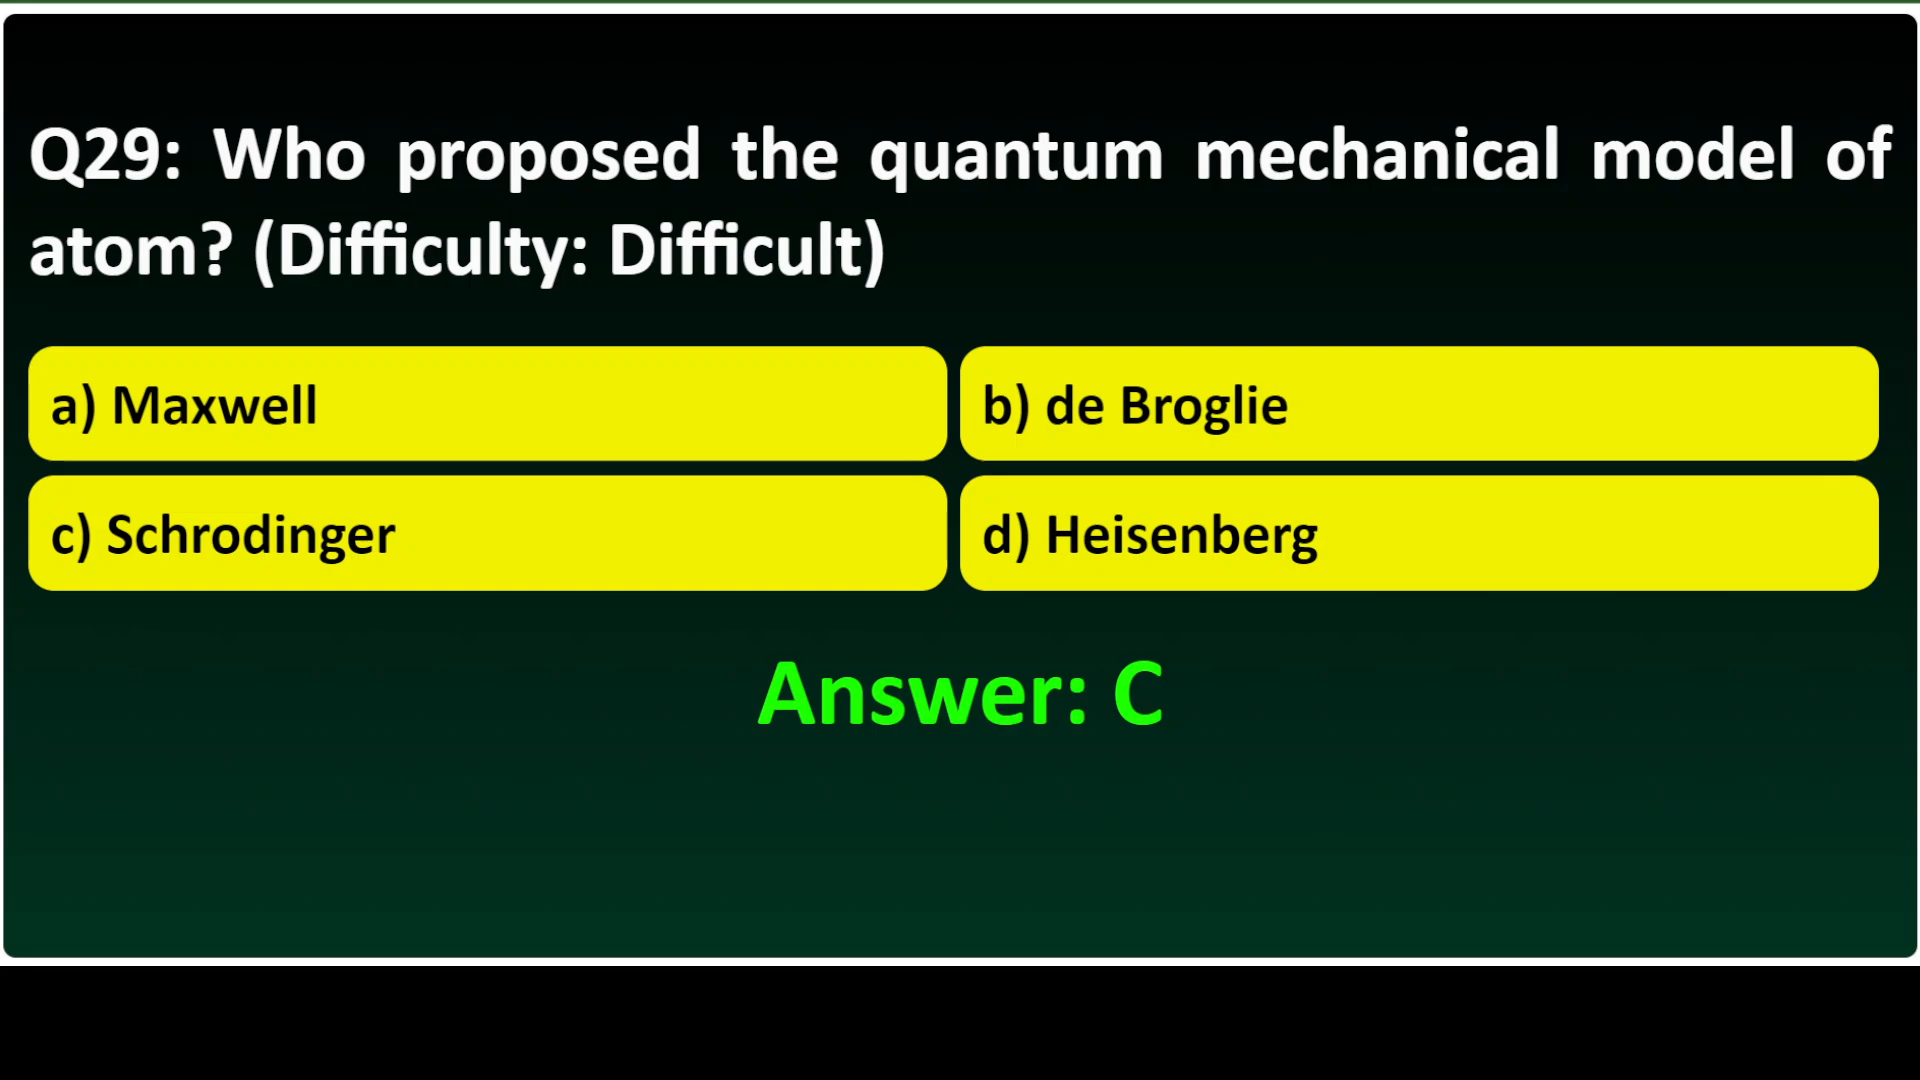 Q29: Who proposed the quantum mechanical model of
atom? (Difficulty: Difficult)
a) Maxwell
b) de Broglie
c) Schrodinger
d) Heisenberg
Answer: C